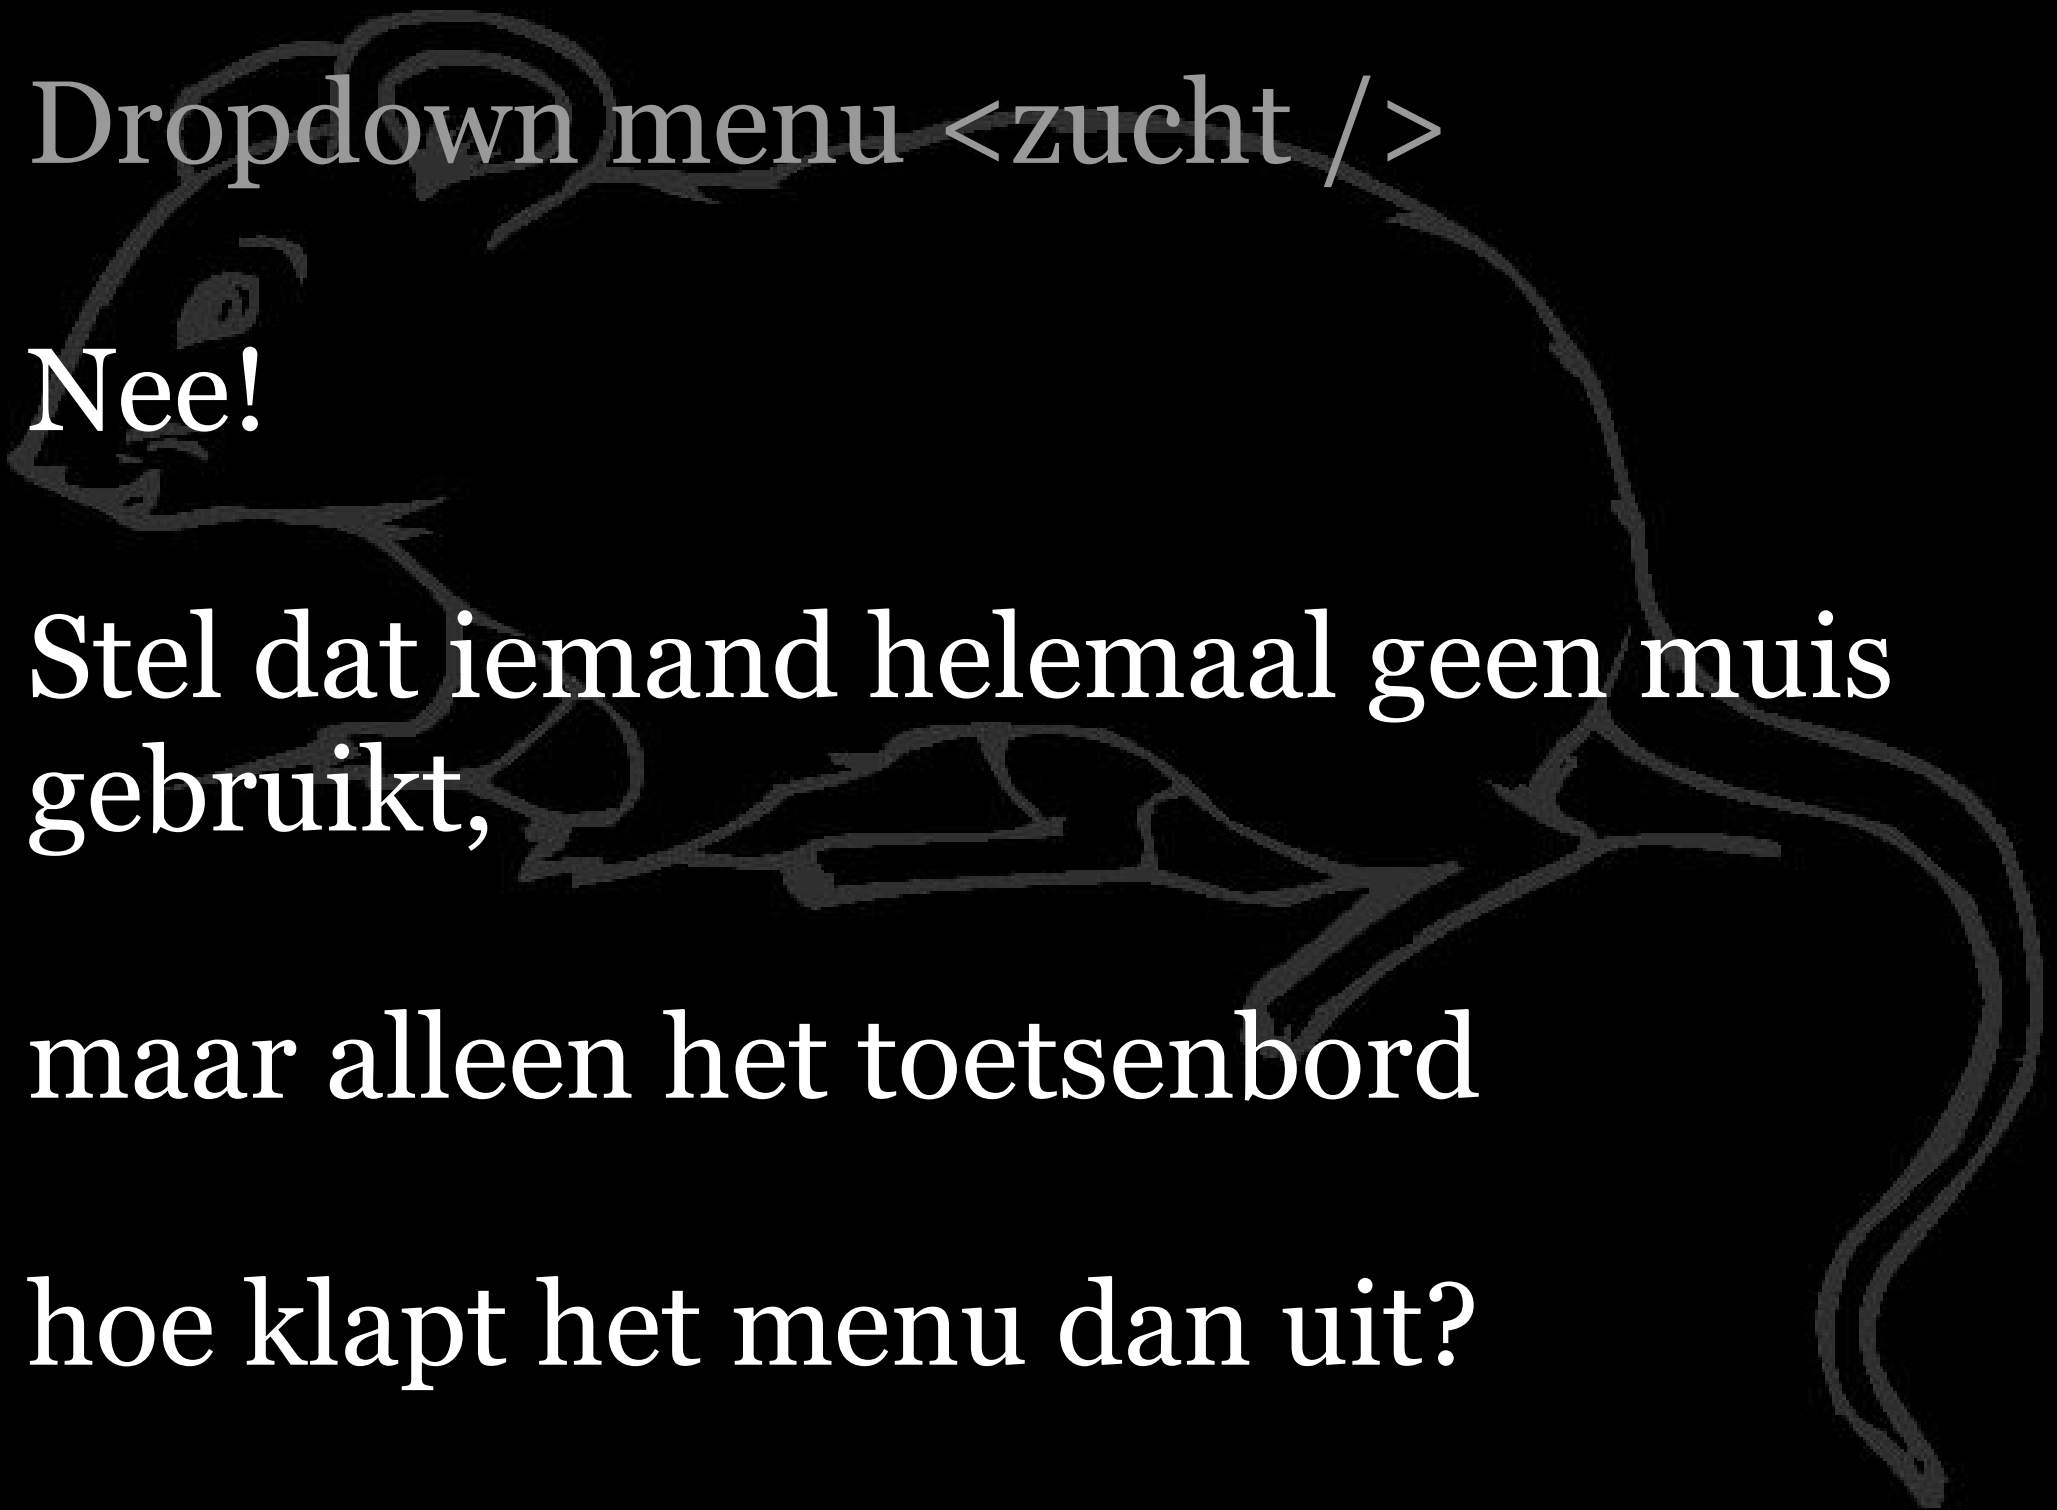 Dropdown menu <zucht />
Nee!
Stel dat iemand helemaal geen muis
gebruikt,
maar alleen het toetsenbord
hoe klapt het menu dan uit?